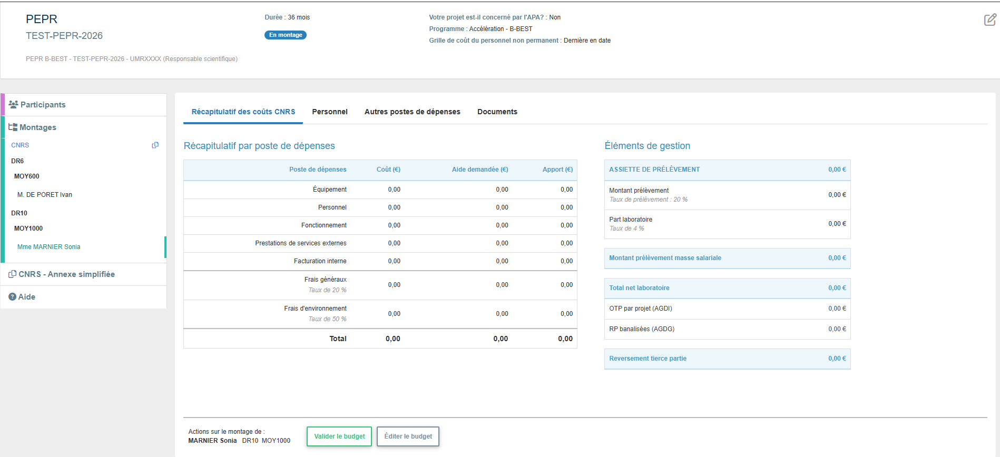 PEPR
TEST-PEPR-2026
PEPR B-BEST - TEST-PEPR-2026 - UMRXXXX (Responsable scientifique)
Durée : 36 mois
En montage
Votre projet est-il concerné par l'APA? : Non
Programme : Accélération - B-BEST
Grille de coût du personnel non permanent : Dernière en date
Participants
Montages
CNRS
DR6
MOY600
M. DE PORET Ivan
DR10
MOY1000
Mme MARNIER Sonia
CNRS - Annexe simplifiée
Aide
Récapitulatif des coûts CNRS Personnel Autres postes de dépenses Documents
Récapitulatif par poste de dépenses
Poste de dépenses Coût (€) Aide demandée (€) Apport (€)
Équipement 0,00 0,00 0,00
Personnel 0,00 0,00 0,00
Fonctionnement 0,00 0,00 0,00
Prestations de services externes 0,00 0,00 0,00
Facturation interne 0,00 0,00 0,00
Frais généraux 0,00 0,00 0,00
Taux de 20 %
Frais d'environnement 0,00 0,00 0,00
Taux de 50 %
Total 0,00 0,00 0,00
Éléments de gestion
ASSIETTE DE PRÉLÈVEMENT 0,00 €
Montant prélèvement 0,00 €
Taux de prélèvement : 20 %
Part laboratoire 0,00 €
Taux de 4 %
Montant prélèvement masse salariale 0,00 €
Total net laboratoire 0,00 €
OTP par projet (AGDI) 0,00 €
RP banalisées (AGDG) 0,00 €
Reversement tierce partie 0,00 €
Actions sur le montage de :
MARNIER Sonia DR10 MOY1000
Valider le budget Éditer le budget